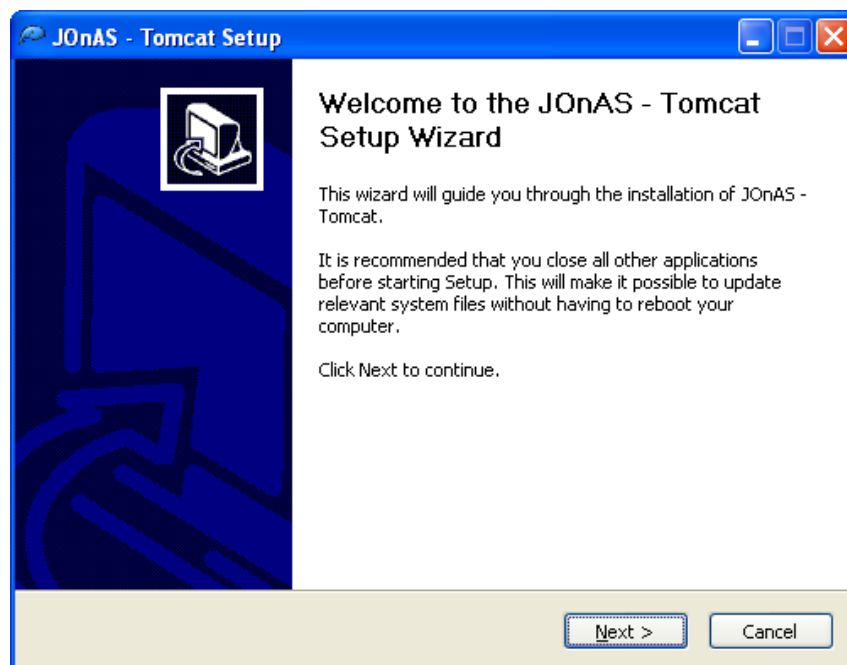 JOnAS - Tomcat Setup
Welcome to the JOnAS - Tomcat
Setup Wizard
This wizard will guide you through the installation of JOnAS -
Tomcat.
It is recommended that you close all other applications
before starting Setup. This will make it possible to update
relevant system files without having to reboot your
computer.
Click Next to continue.
Next >
Cancel